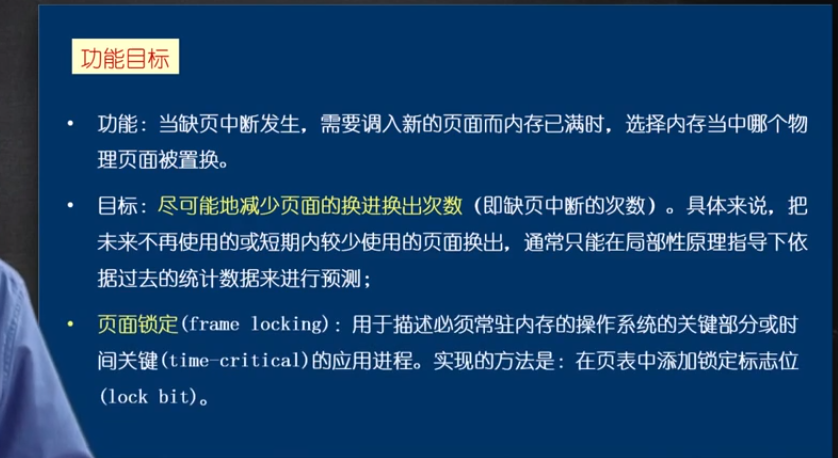 功能目标
• 功能: 当缺页中断发生, 需要调入新的页面而内存已满时, 选择内存当中哪个物
理页面被置换。
• 目标: 尽可能地减少页面的换进换出次数 (即缺页中断的次数)。具体来说, 把
未来不再使用的或短期内较少使用的页面换出, 通常只能在局部性原理指导下依
据过去的统计数据来进行预测;
• 页面锁定(frame locking): 用于描述必须常驻内存的操作系统的关键部分或时
间关键(time-critical)的应用进程。实现的方法是: 在页表中添加锁定标志位
(lock bit)。